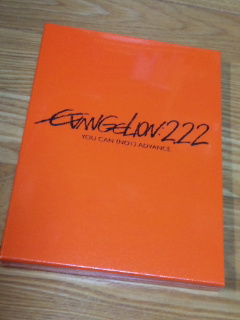 EVANGELION:2.22
YOU CAN (NOT) ADVANCE.